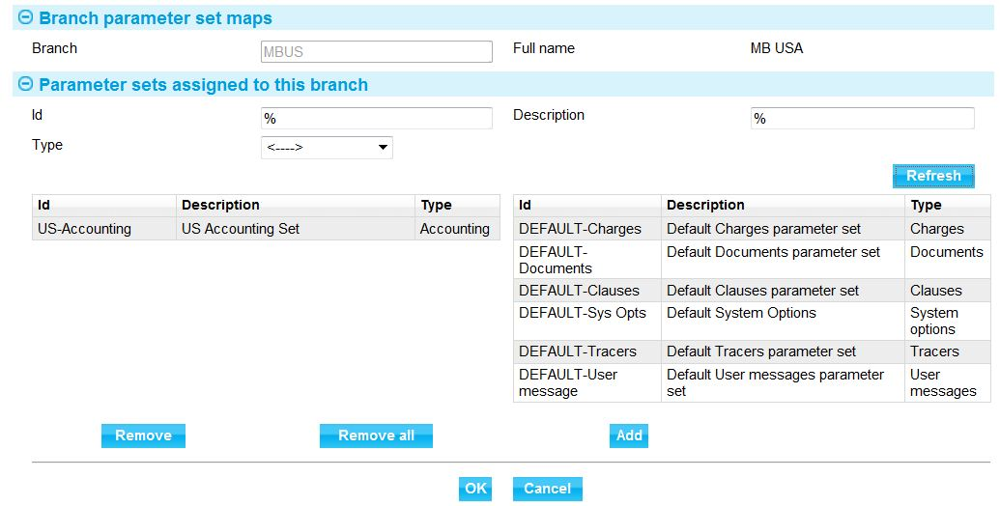 Branch parameter set maps
Branch MBUS Full name MB USA
Parameter sets assigned to this branch
Id % Description %
Type <---->
Refresh
Id Description Type
US-Accounting US Accounting Set Accounting
Id Description Type
DEFAULT-Charges Default Charges parameter set Charges
DEFAULT-
Documents
Default Documents parameter set Documents
DEFAULT-Clauses Default Clauses parameter set Clauses
DEFAULT-Sys Opts Default System Options System
options
DEFAULT-Tracers Default Tracers parameter set Tracers
DEFAULT-User
message
Default User messages parameter
set
User
messages
Remove Remove all Add
OK Cancel